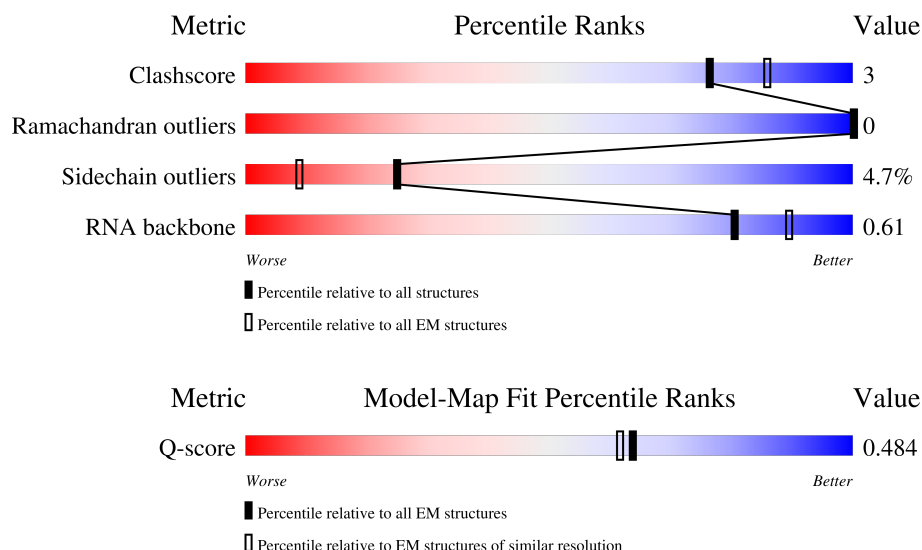 Metric Percentile Ranks Value
Clashscore 3
Ramachandran outliers 0
Sidechain outliers 4.7%
RNA backbone 0.61
Worse Better
Percentile relative to all structures
Percentile relative to all EM structures
Metric Model-Map Fit Percentile Ranks Value
Q-score 0.484
Worse Better
Percentile relative to all EM structures
Percentile relative to EM structures of similar resolution